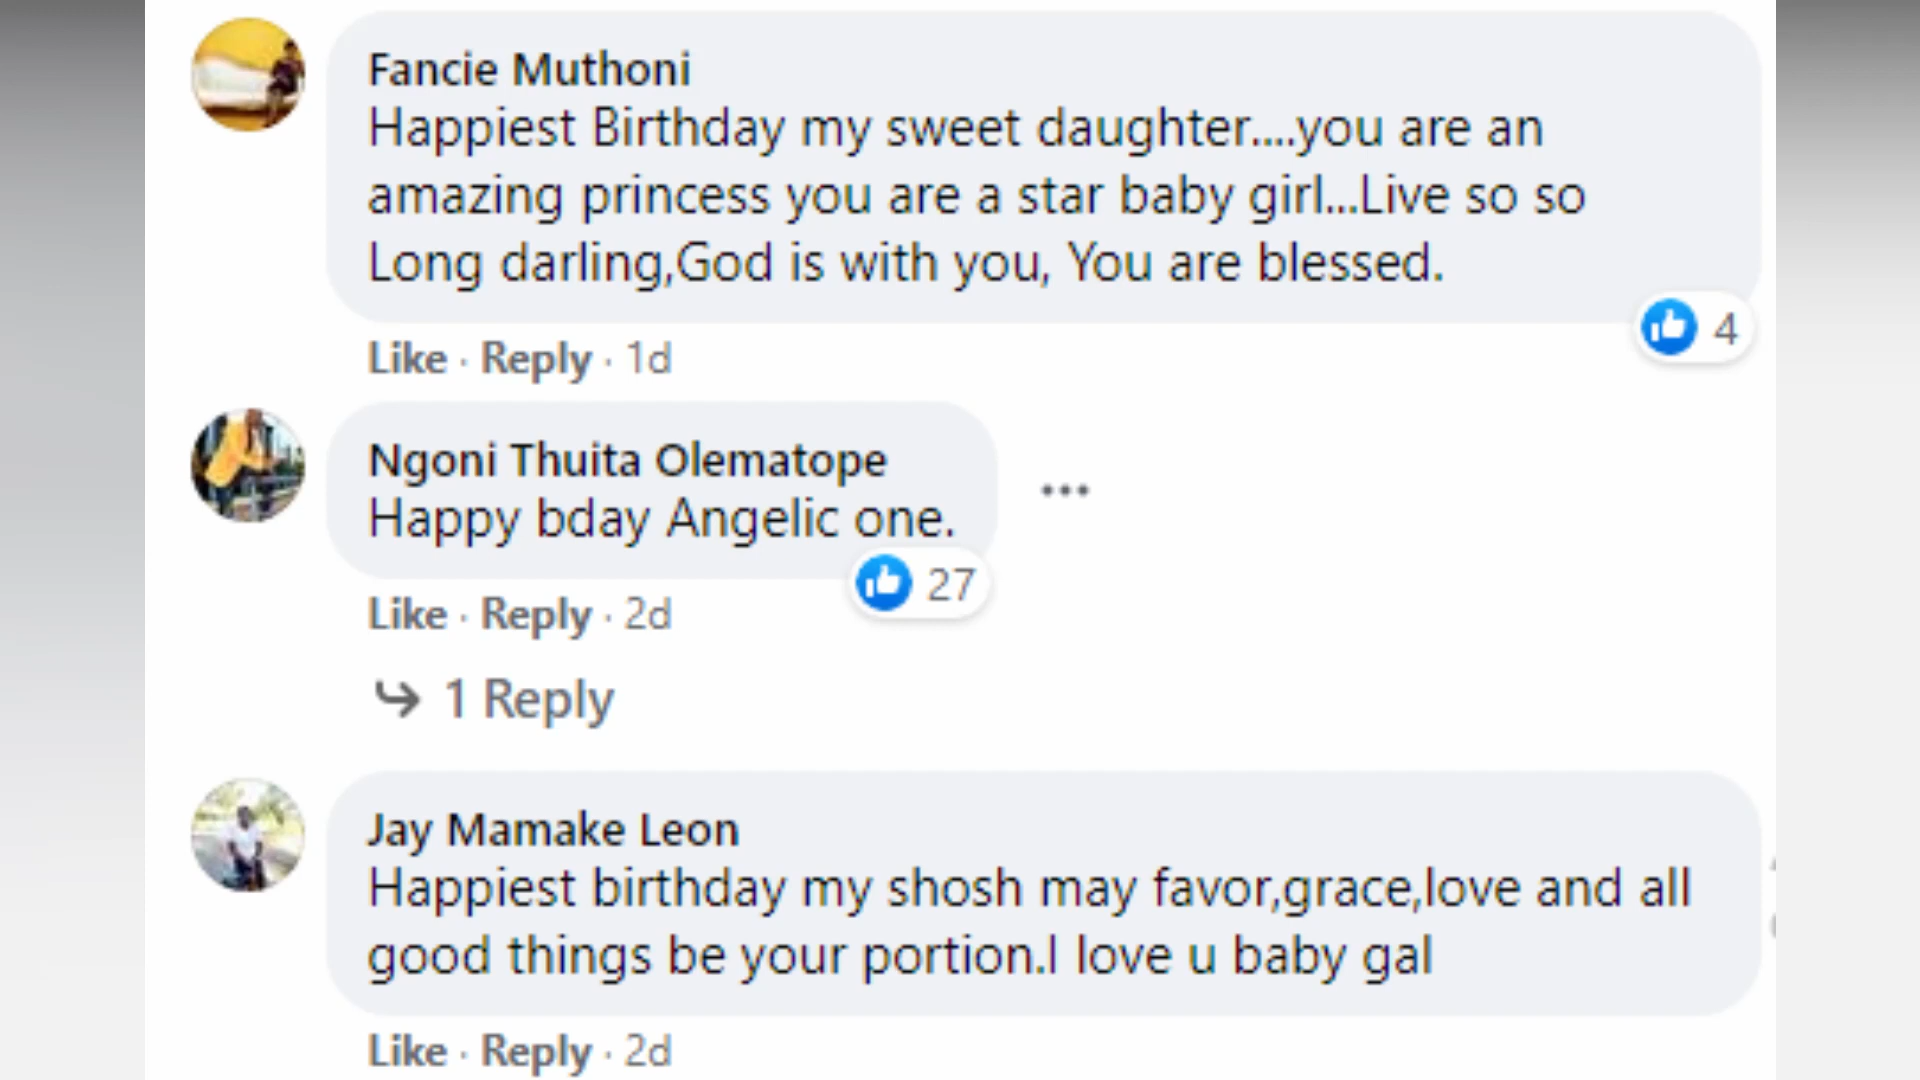 Fancie Muthoni
Happiest Birthday my sweet daughter....you are an
amazing princess you are a star baby girl...Live so so
Long darling,God is with you, You are blessed.
4
Like · Reply · 1d
Ngoni Thuita Olematope
Happy bday Angelic one.
27
Like · Reply · 2d
1 Reply
Jay Mamake Leon
Happiest birthday my shosh may favor,grace,love and all
good things be your portion.I love u baby gal
Like · Reply · 2d